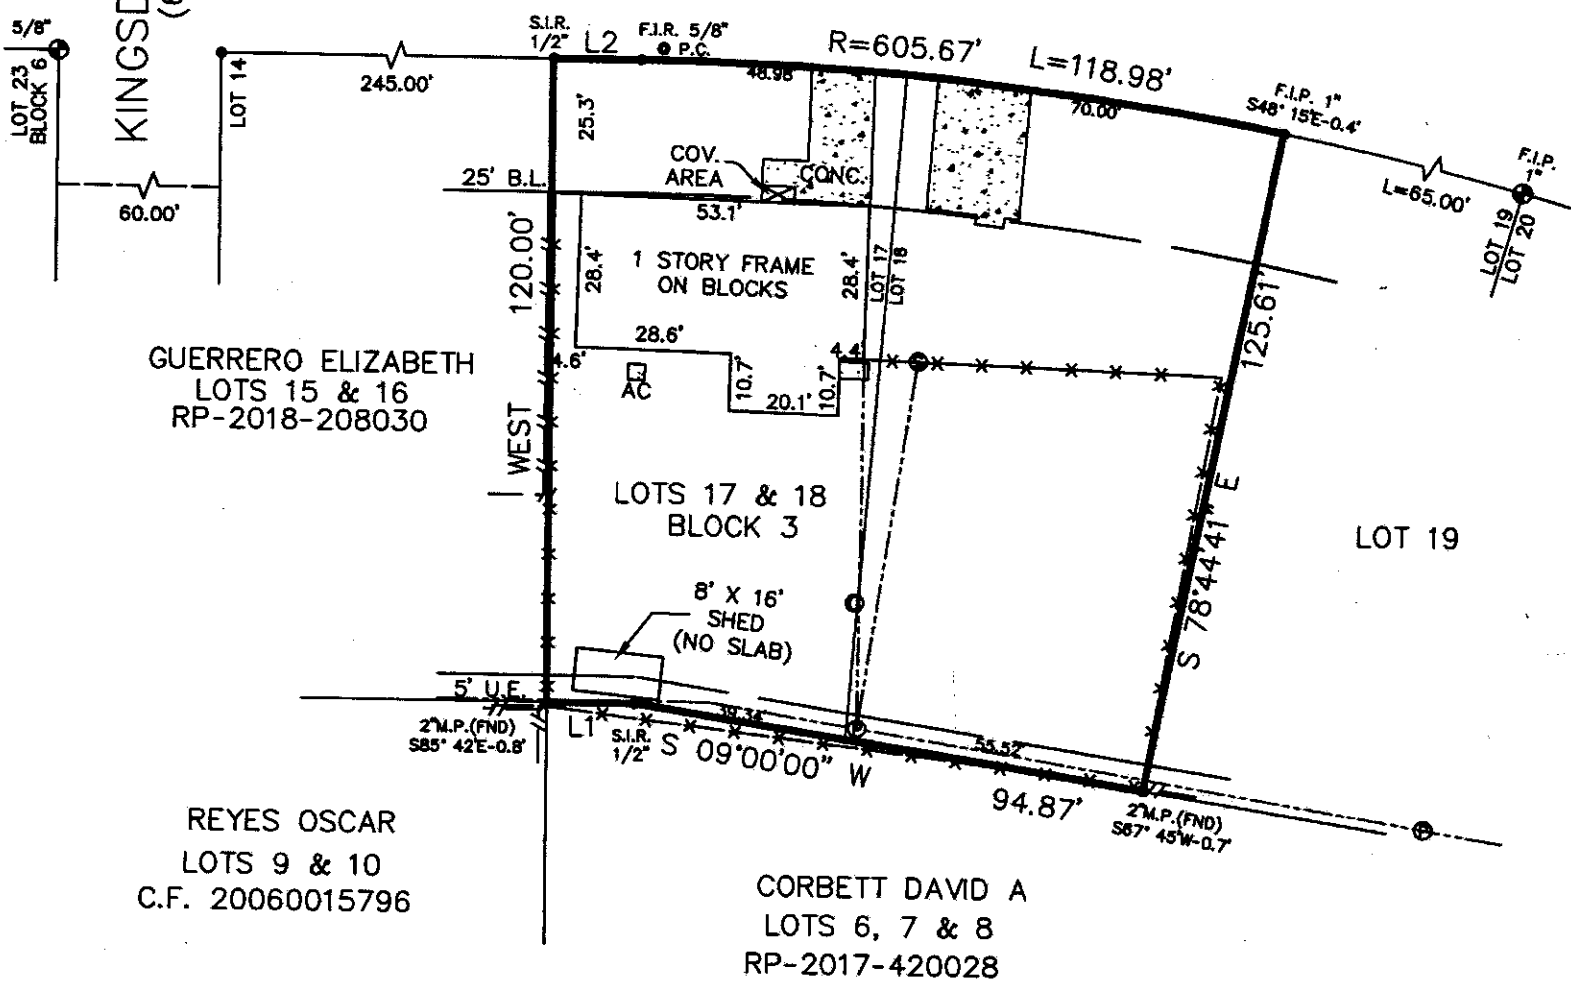 5/8"
LOT 23
BLOCK 6
KINGSD
LOT 14
245.00'
60.00'
S.I.R.
1/2"
L2
F.I.R. 5/8"
P.C.
R=605.67'
L=118.98'
48.98
70.00'
F.I.P. 1"
S48° 15'E-0.4'
F.I.P.
1"
L=65.00'
LOT 19
LOT 20
25.3'
COV.
AREA
CONC.
25' B.L.
53.1'
120.00'
WEST
28.4'
1 STORY FRAME
ON BLOCKS
28.4'
LOT 17
LOT 18
125.61'
28.6'
4.6'
AC
10.7'
20.1'
10.7'
4.4'
GUERRERO ELIZABETH
LOTS 15 & 16
RP-2018-208030
LOTS 17 & 18
BLOCK 3
S 78°44'41" E
LOT 19
8' X 16'
SHED
(NO SLAB)
5' U.E.
2"M.P.(FND)
S85° 42'E-0.8'
L1
S.I.R.
1/2"
39.34
S 09°00'00" W
55.52
94.87'
2"M.P.(FND)
S67° 45'W-0.7'
REYES OSCAR
LOTS 9 & 10
C.F. 20060015796
CORBETT DAVID A
LOTS 6, 7 & 8
RP-2017-420028